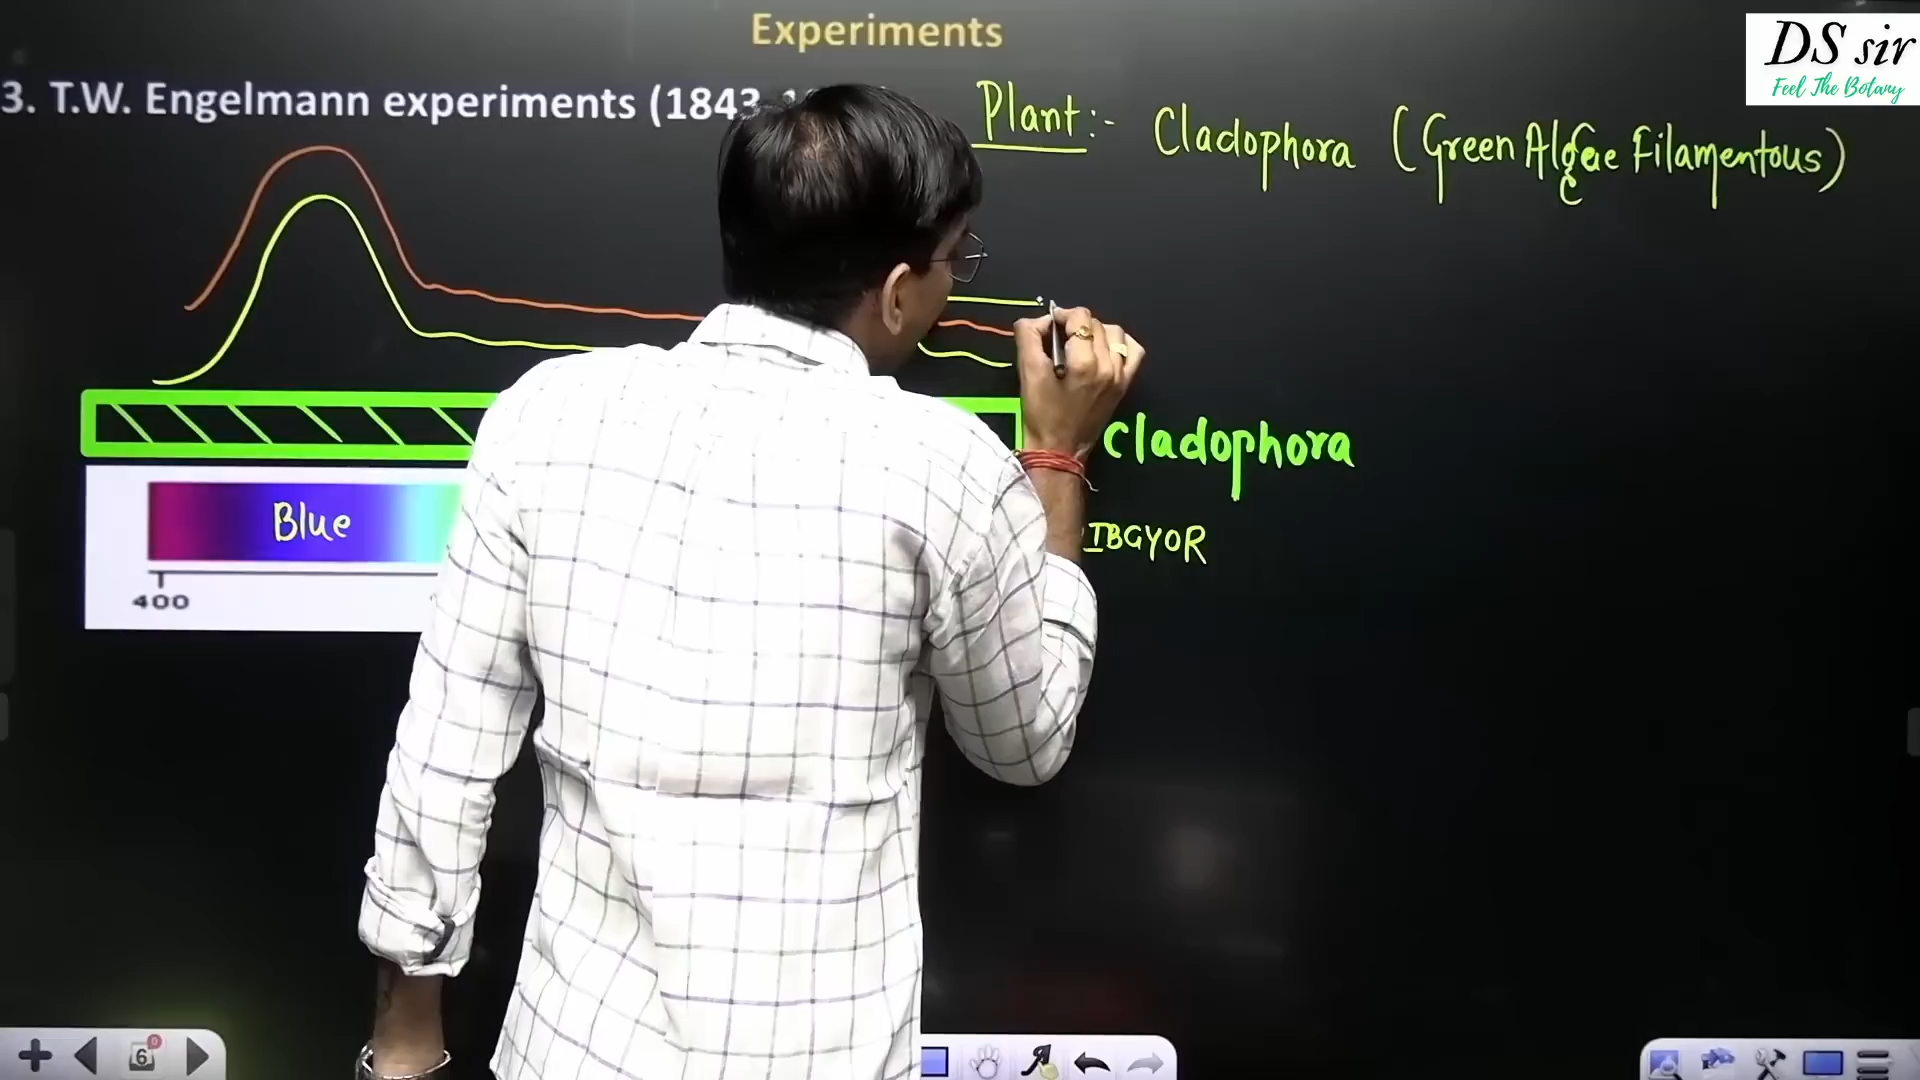 Experiments
DS sir
Feel The Botany
3. T.W. Engelmann experiments (1843
Plant:- Cladophora (Green Algae Filamentous)
Cladophora
Blue
IBGYOR
400
6
0